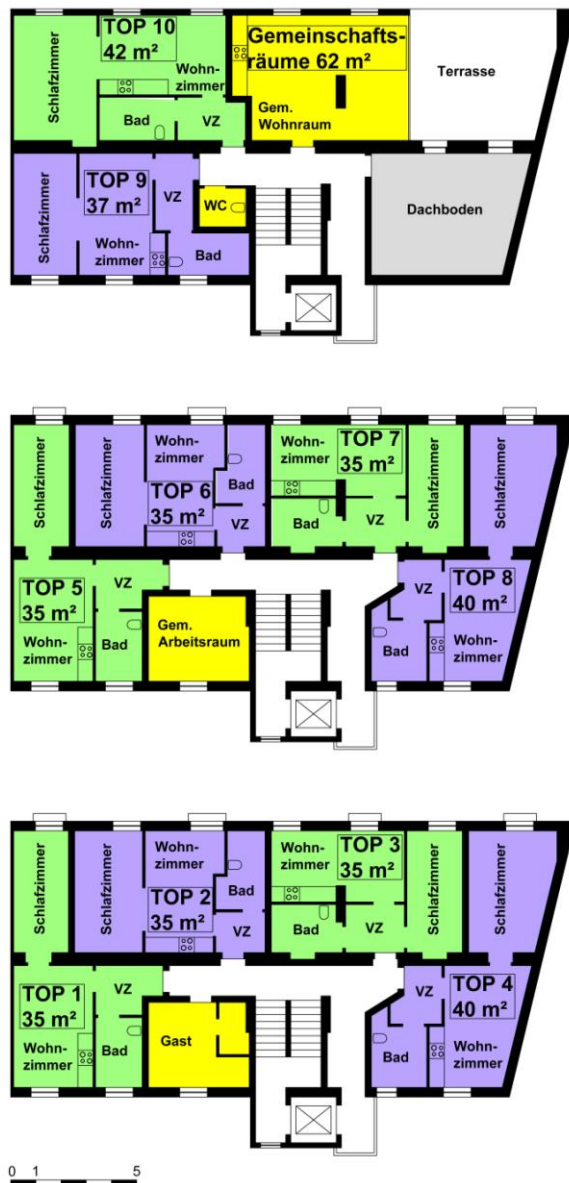 TOP 10
42 m²
Schlafzimmer
Wohn-
zimmer
Bad
VZ
Gemeinschafts-
räume 62 m²
Gem.
Wohnraum
Terrasse
Schlafzimmer
TOP 9
37 m²
VZ
WC
Wohn-
zimmer
Bad
Dachboden
Schlafzimmer
Schlafzimmer
Wohn-
zimmer
TOP 6
35 m²
Bad
VZ
Wohn-
zimmer
TOP 7
35 m²
Bad
VZ
Schlafzimmer
Schlafzimmer
TOP 5
35 m²
VZ
Wohn-
zimmer
Bad
Gem.
Arbeitsraum
VZ
TOP 8
40 m²
Bad
Wohn-
zimmer
Schlafzimmer
Schlafzimmer
Wohn-
zimmer
TOP 2
35 m²
Bad
VZ
Wohn-
zimmer
TOP 3
35 m²
Bad
VZ
Schlafzimmer
Schlafzimmer
TOP 1
35 m²
VZ
Wohn-
zimmer
Bad
Gast
VZ
TOP 4
40 m²
Bad
Wohn-
zimmer
0 1 5